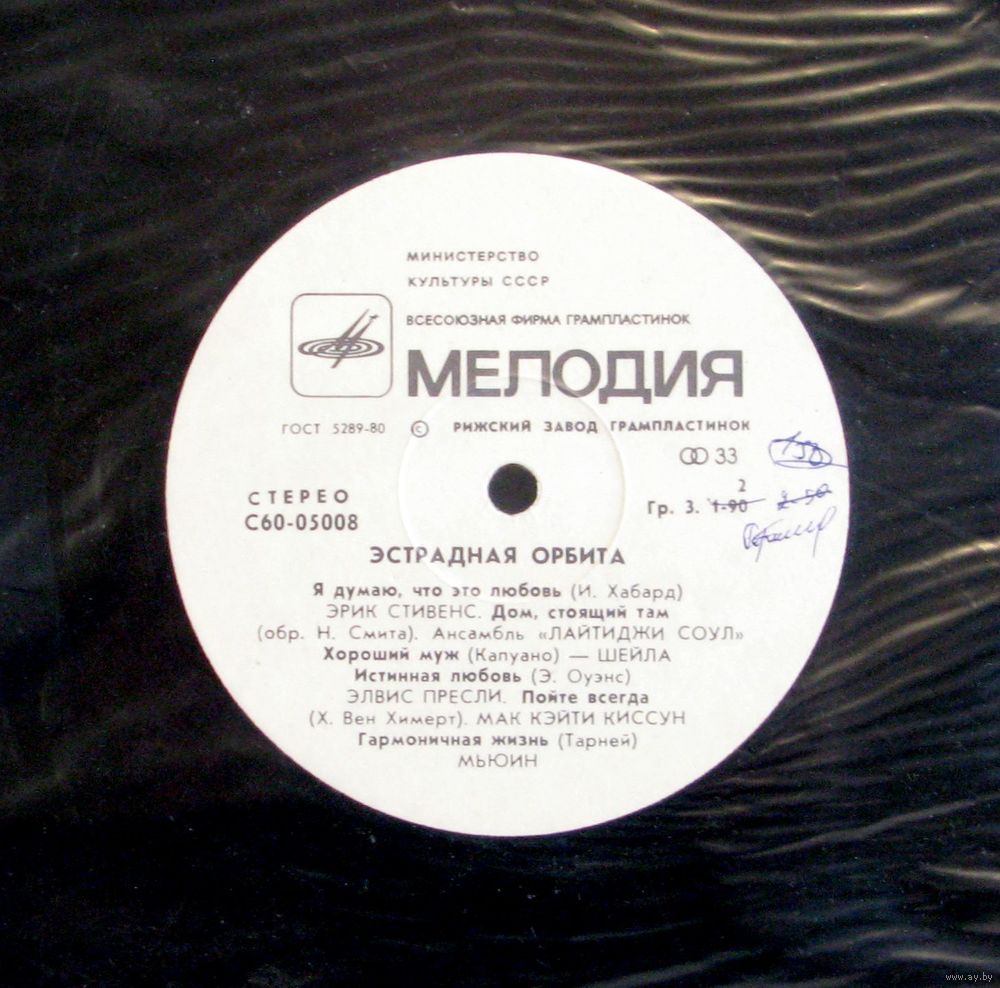 МИНИСТЕРСТВО
КУЛЬТУРЫ СССР
ВСЕСОЮЗНАЯ ФИРМА ГРАМПЛАСТИНОК
МЕЛОДИЯ
ГОСТ 5289-80 © РИЖСКИЙ ЗАВОД ГРАМПЛАСТИНОК
33
2
СТЕРЕО
Гр. 3. 1-90 2-50
С60-05008
ЭСТРАДНАЯ ОРБИТА
Я думаю, что это любовь (И. Хабард)
ЭРИК СТИВЕНС. Дом, стоящий там
(обр. Н. Смита). Ансамбль «ЛАЙТИДЖИ СОУЛ»
Хороший муж (Капуано) — ШЕЙЛА
Истинная любовь (Э. Оуэнс)
ЭЛВИС ПРЕСЛИ. Пойте всегда
(Х. Вен Химерт). МАК КЭЙТИ КИССУН
Гармоничная жизнь (Тарней)
МЬЮИН
www.ay.by